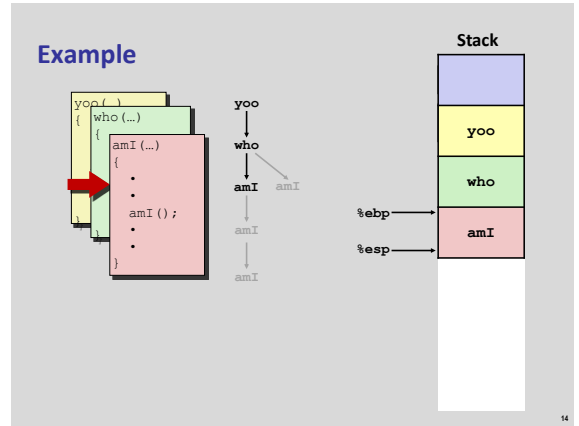 Example
yoo(…)
{
}
who(…)
{
}
amI(…)
{
•
•
amI();
•
•
}
yoo
who
amI amI
amI
amI
Stack
yoo
who
%ebp
amI
%esp
14